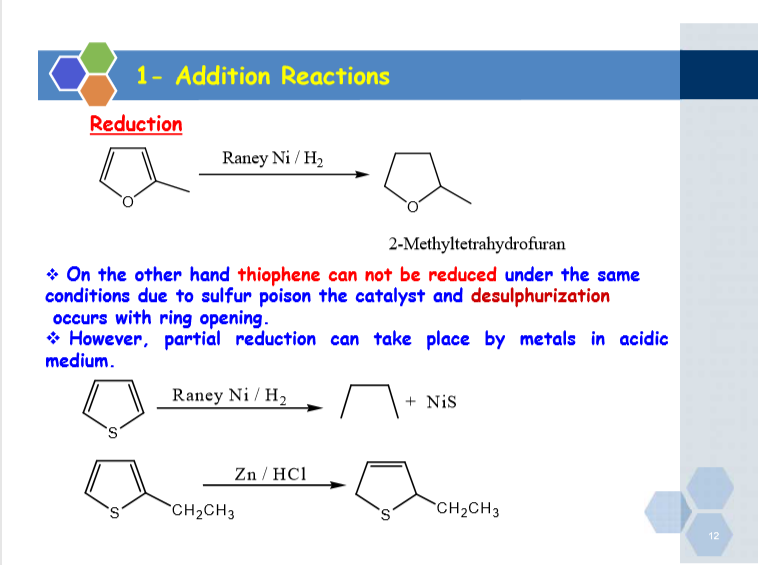 1- Addition Reactions
Reduction
Raney Ni / H₂
O
O
2-Methyltetrahydrofuran
❖ On the other hand thiophene can not be reduced under the same
conditions due to sulfur poison the catalyst and desulphurization
occurs with ring opening.
❖ However, partial reduction can take place by metals in acidic
medium.
Raney Ni / H₂
S
+ NiS
Zn / HCl
S
CH₂CH₃
S
CH₂CH₃
12